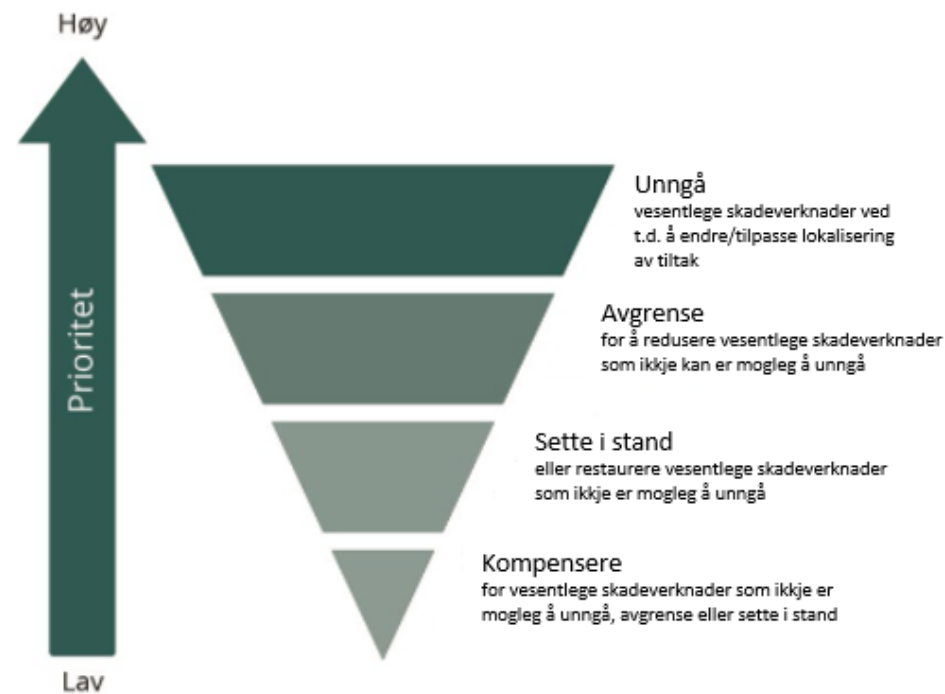 Høy
Prioritet
Unngå
vesentlege skadeverknader ved
t.d. å endre/tilpasse lokalisering
av tiltak
Avgrense
for å redusere vesentlege skadeverknader
som ikkje kan er mogleg å unngå
Sette i stand
eller restaurere vesentlege skadeverknader
som ikkje er mogleg å unngå
Kompensere
for vesentlege skadeverknader som ikkje er
mogleg å unngå, avgrense eller sette i stand
Lav